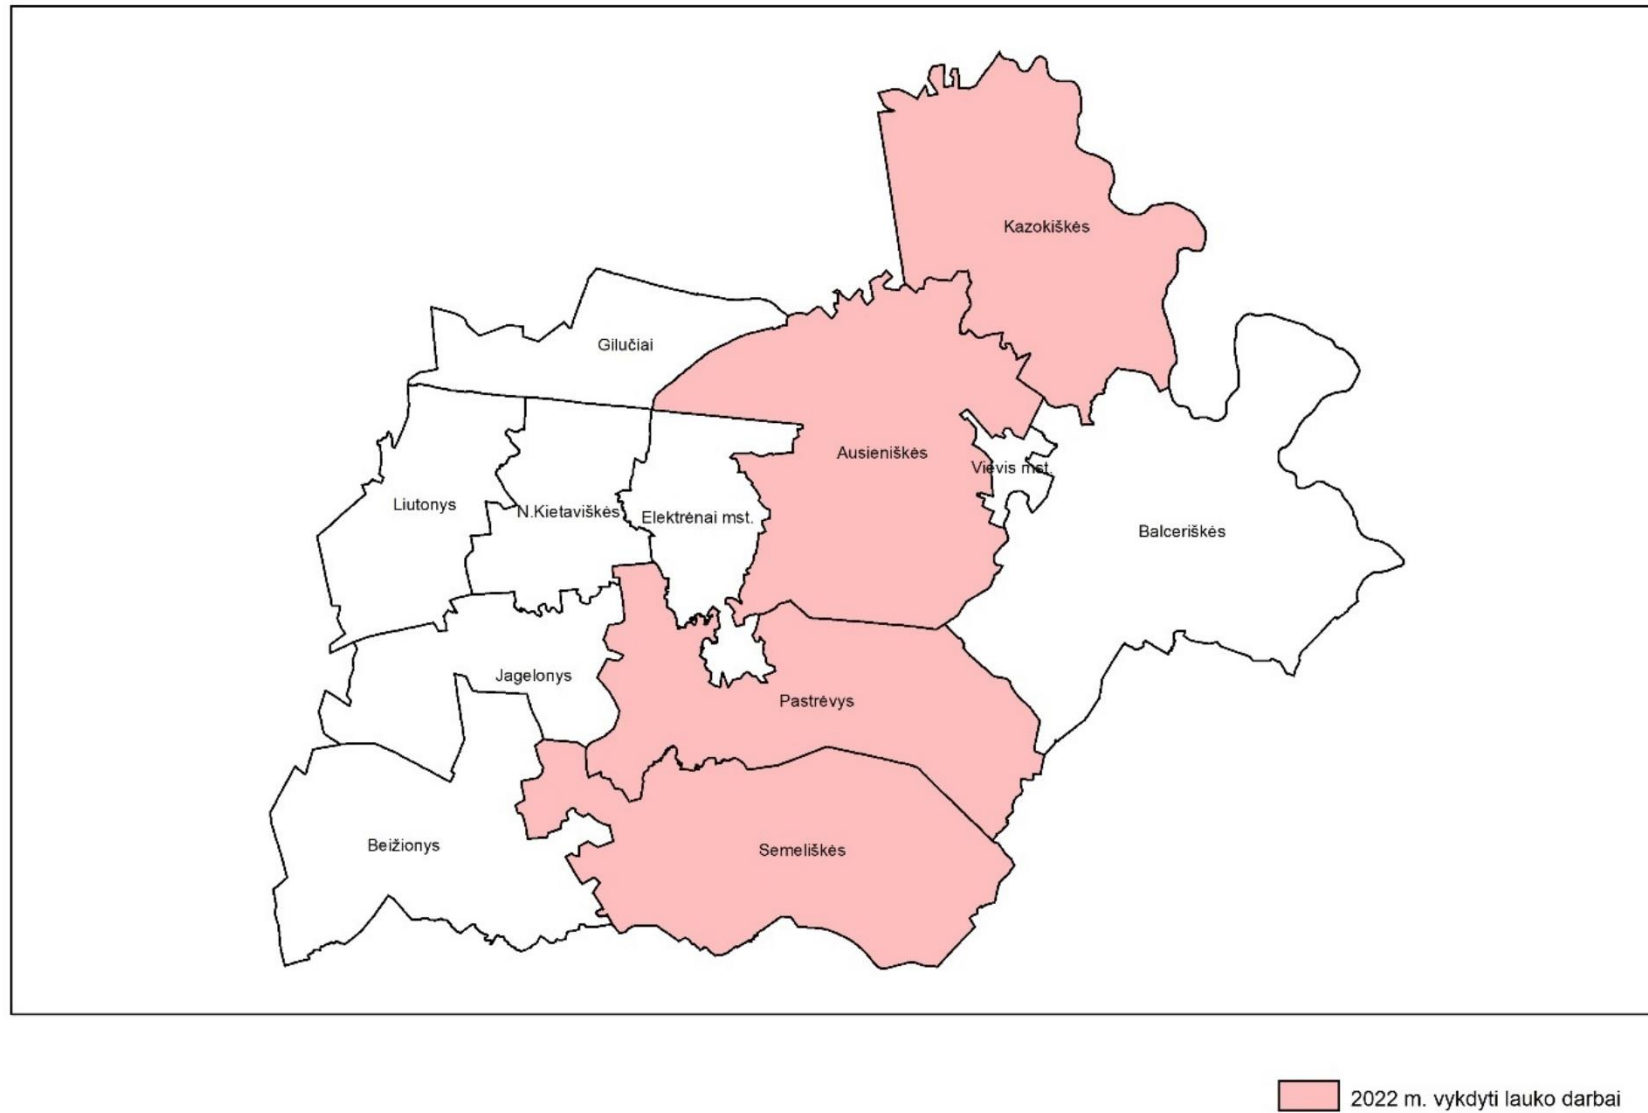 Kazokiškės
Gilučiai
Ausieniškės
Vievis mst.
Liutonys
N.Kietaviškės
Elektrėnai mst.
Balceriškės
Jagelonys
Pastrėvys
Beižionys
Semeliškės
2022 m. vykdyti lauko darbai